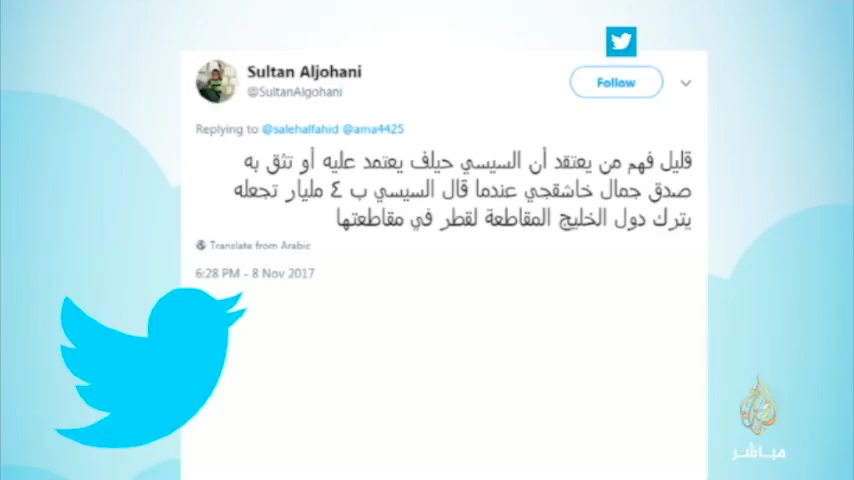 Sultan Aljohani
@SultanAlgohani
Follow
Replying to @salehalfahid @ama4425
قليل فهم من يعتقد أن السيسي حيلف يعتمد عليه أو تثق به
صدق جمال خاشقجي عندما قال السيسي ب ٤ مليار تجعله
يترك دول الخليج المقاطعة لقطر في مقاطعتها
Translate from Arabic
6:28 PM - 8 Nov 2017
مباشر